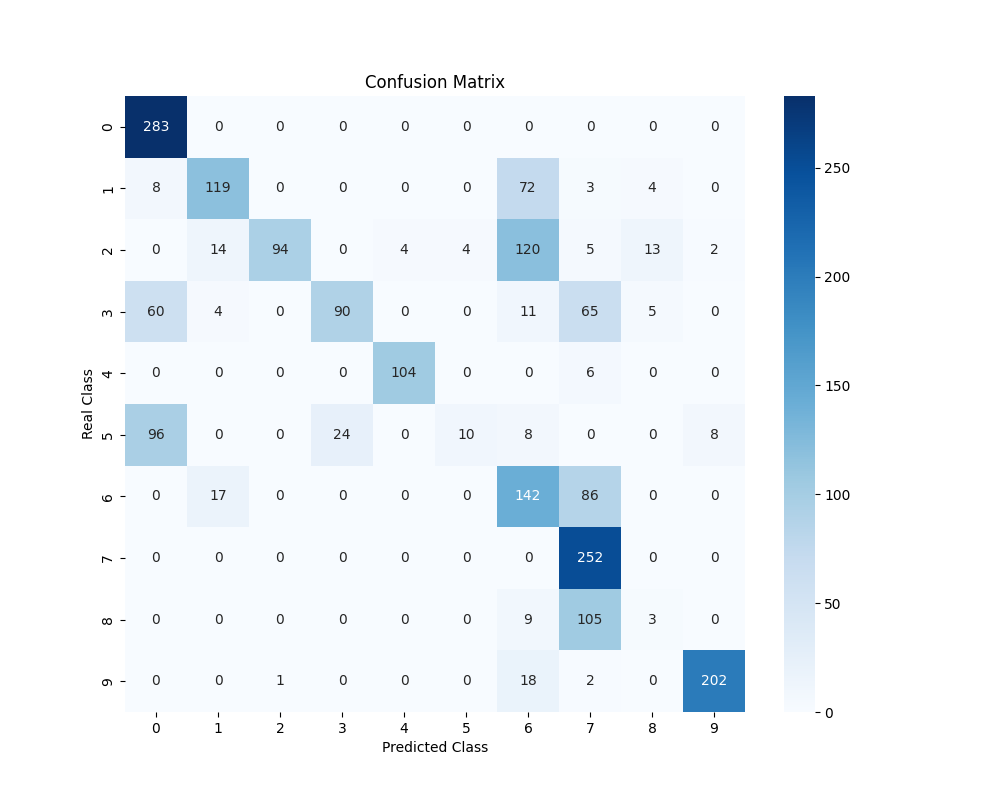 Confusion Matrix
0 283 0 0 0 0 0 0 0 0 0
1 8 119 0 0 0 0 72 3 4 0
2 0 14 94 0 4 4 120 5 13 2
3 60 4 0 90 0 0 11 65 5 0
4 0 0 0 0 104 0 0 6 0 0
5 96 0 0 24 0 10 8 0 0 8
6 0 17 0 0 0 0 142 86 0 0
7 0 0 0 0 0 0 0 252 0 0
8 0 0 0 0 0 0 9 105 3 0
9 0 0 1 0 0 0 18 2 0 202
0 1 2 3 4 5 6 7 8 9
Predicted Class
Real Class
250
200
150
100
50
0